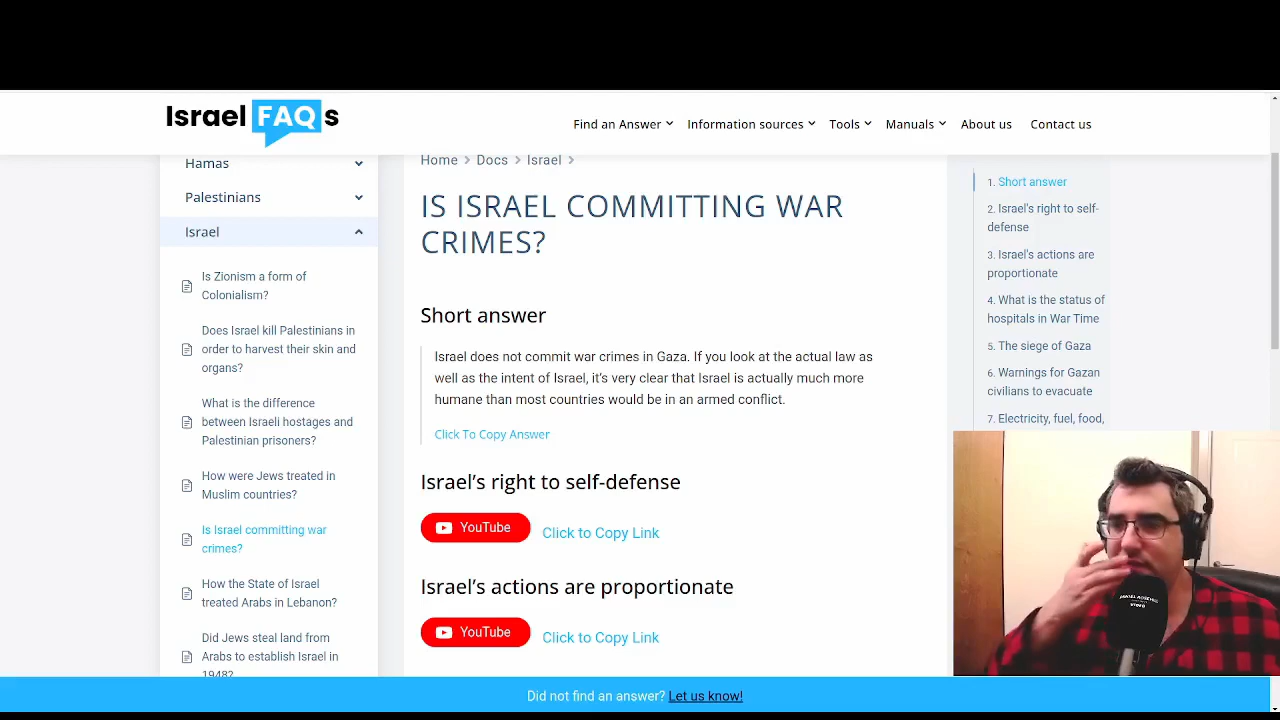 Israel FAQs
Find an Answer
Information sources
Tools
Manuals
About us
Contact us
Hamas
Palestinians
Israel
Is Zionism a form of
Colonialism?
Does Israel kill Palestinians in
order to harvest their skin and
organs?
What is the difference
between Israeli hostages and
Palestinian prisoners?
How were Jews treated in
Muslim countries?
Is Israel committing war
crimes?
How the State of Israel
treated Arabs in Lebanon?
Did Jews steal land from
Arabs to establish Israel in
1948?
Home > Docs > Israel >
IS ISRAEL COMMITTING WAR
CRIMES?
Short answer
Israel does not commit war crimes in Gaza. If you look at the actual law as
well as the intent of Israel, it’s very clear that Israel is actually much more
humane than most countries would be in an armed conflict.
Click To Copy Answer
Israel’s right to self-defense
YouTube
Click to Copy Link
Israel’s actions are proportionate
YouTube
Click to Copy Link
1. Short answer
2. Israel's right to self-
defense
3. Israel's actions are
proportionate
4. What is the status of
hospitals in War Time
5. The siege of Gaza
6. Warnings for Gazan
civilians to evacuate
7. Electricity, fuel, food,
Did not find an answer? Let us know!